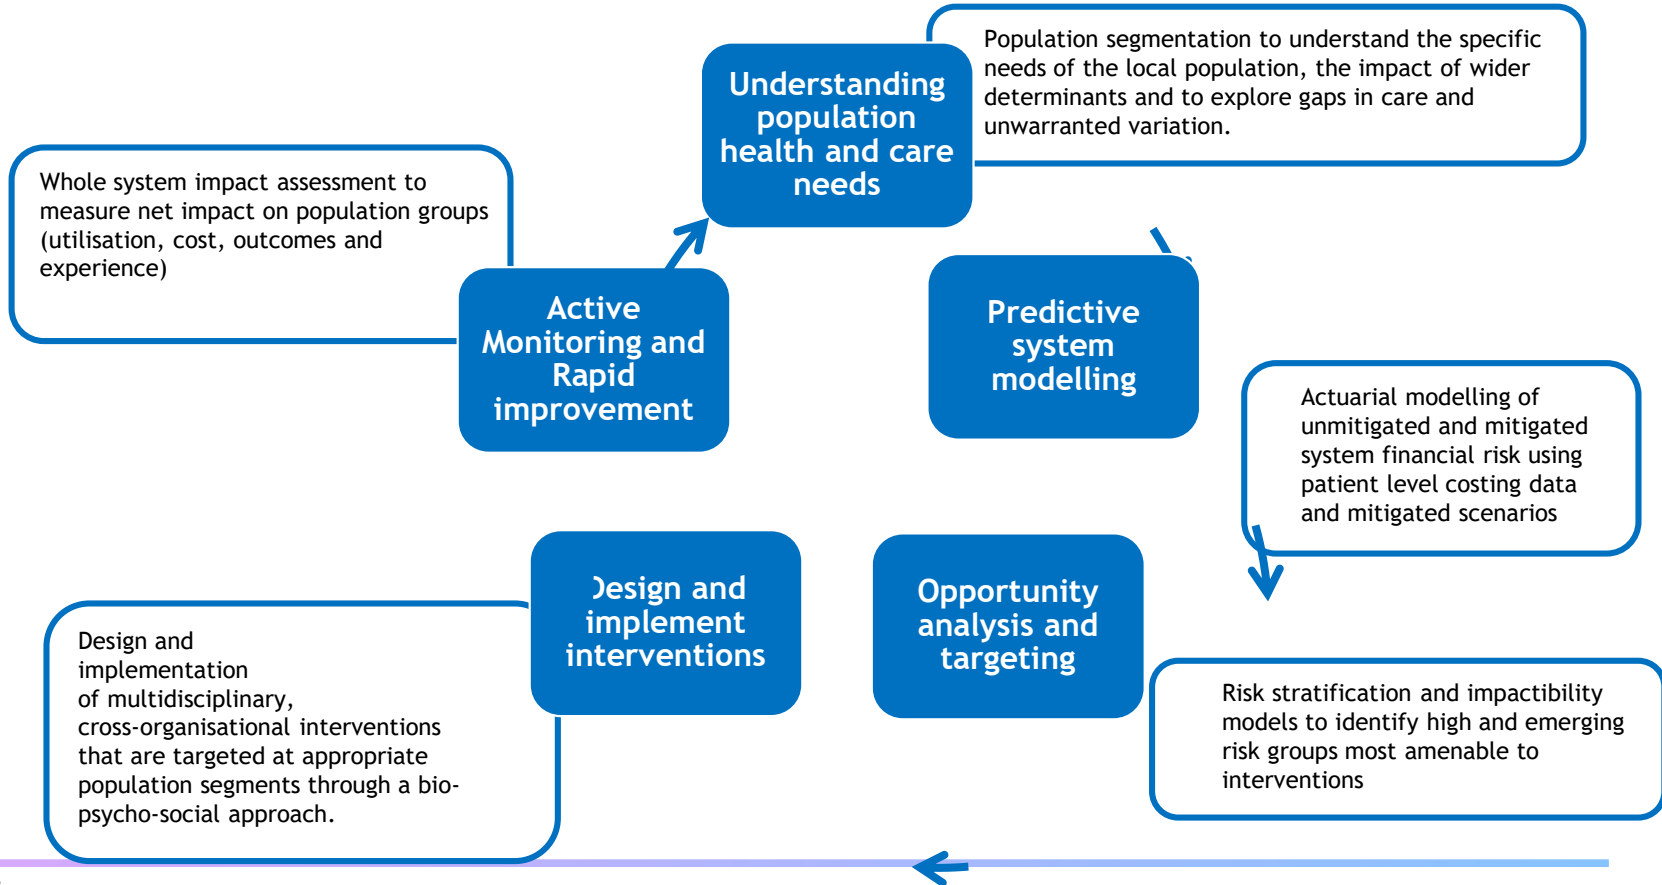 Understanding
population
health and care
needs
Population segmentation to understand the specific
needs of the local population, the impact of wider
determinants and to explore gaps in care and
unwarranted variation.
Whole system impact assessment to
measure net impact on population groups
(utilisation, cost, outcomes and
experience)
Active
Monitoring and
Rapid
improvement
Predictive
system
modelling
Actuarial modelling of
unmitigated and mitigated
system financial risk using
patient level costing data
and mitigated scenarios
Design and
implement
interventions
Opportunity
analysis and
targeting
Design and
implementation
of multidisciplinary,
cross-organisational interventions
that are targeted at appropriate
population segments through a bio-
psycho-social approach.
Risk stratification and impactibility
models to identify high and emerging
risk groups most amenable to
interventions